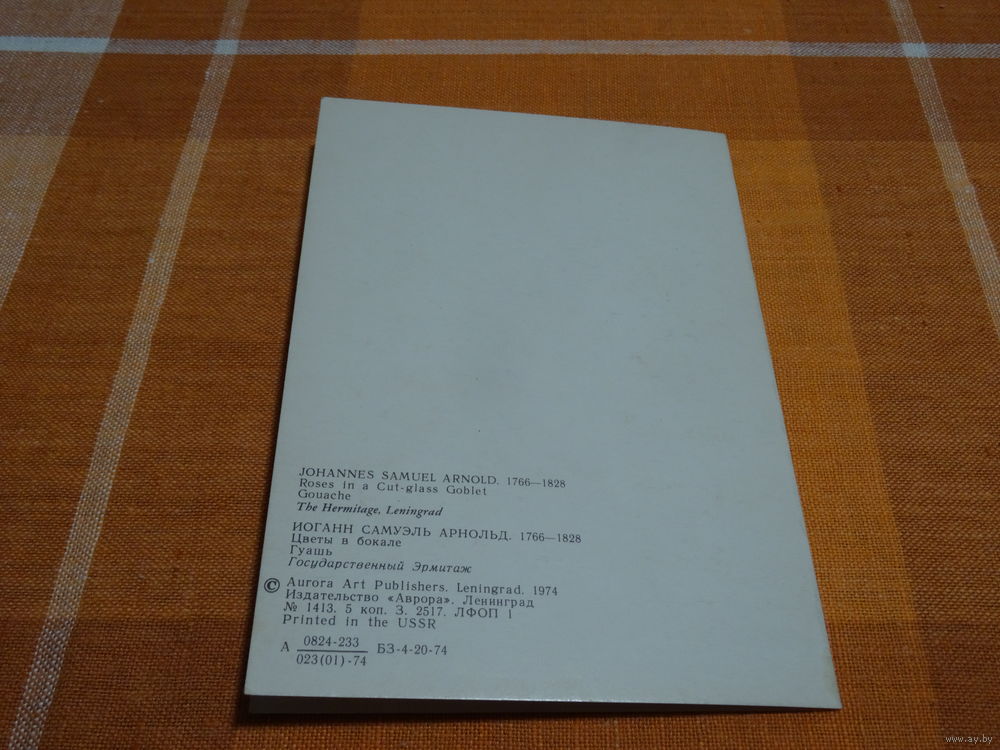 JOHANNES SAMUEL ARNOLD. 1766—1828
Roses in a Cut-glass Goblet
Gouache
The Hermitage, Leningrad
ИОГАНН САМУЭЛЬ АРНОЛЬД. 1766—1828
Цветы в бокале
Гуашь
Государственный Эрмитаж
© Aurora Art Publishers. Leningrad. 1974
Издательство «Аврора». Ленинград
№ 1413. 5 коп. З. 2517. ЛФОП 1
Printed in the USSR
А 0824-233 БЗ-4-20-74
023(01)-74
www.ay.by